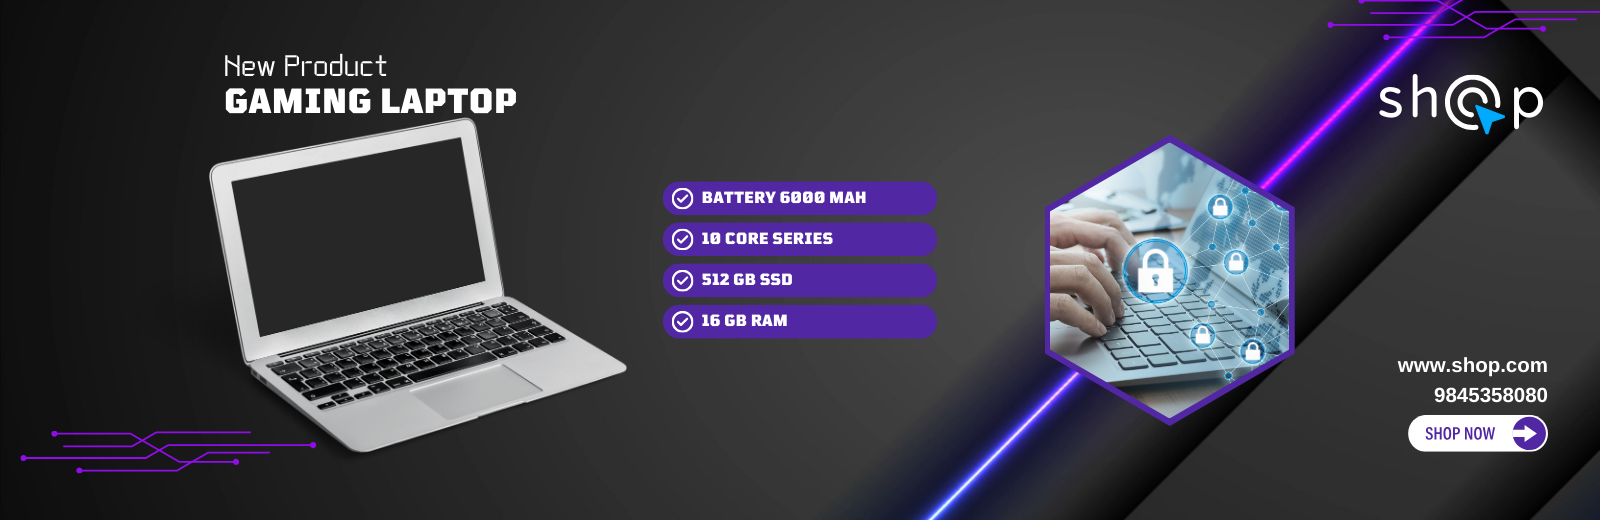 New Product
GAMING LAPTOP
BATTERY 6000 MAH
10 CORE SERIES
512 GB SSD
16 GB RAM
shop
www.shop.com
9845358080
SHOP NOW